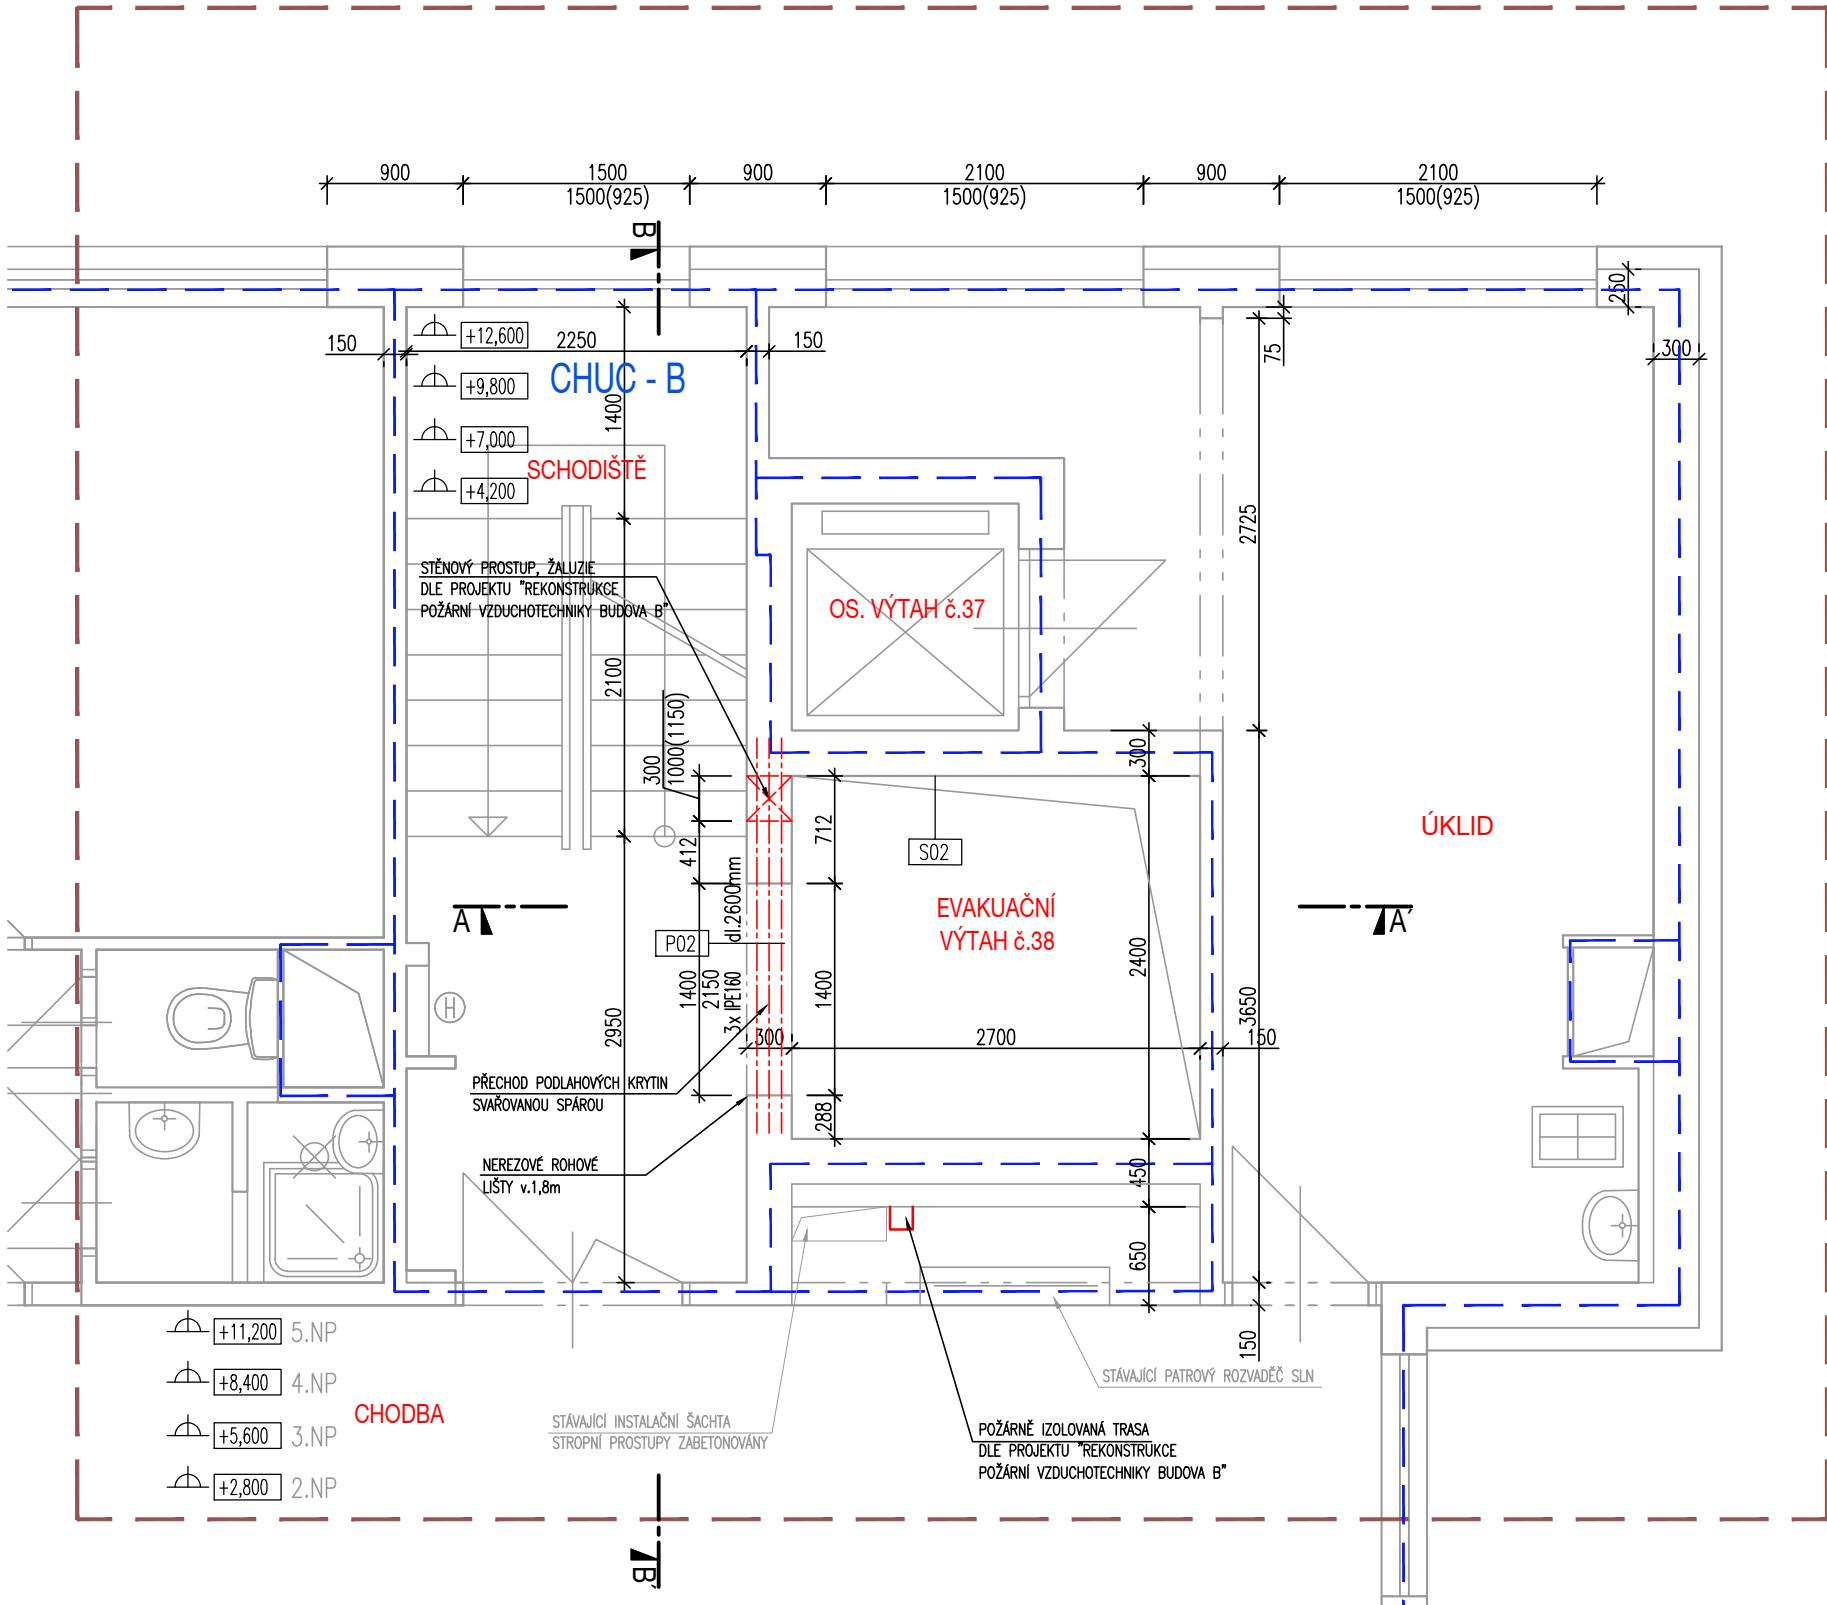 900
1500
900
2100
900
2100
1500(925)
1500(925)
1500(925)
B
250
150
+12,600
2250
150
75
300
+9,800
CHUC - B
1400
+7,000
SCHODIŠTĚ
+4,200
2725
STĚNOVÝ PROSTUP, ŽALUZIE
DLE PROJEKTU "REKONSTRUKCE
POŽÁRNÍ VZDUCHOTECHNIKY BUDOVA B"
OS. VÝTAH č.37
2100
300
1000(1150)
300
712
412
S02
ÚKLID
A
EVAKUAČNÍ
VÝTAH č.38
A´
P02
dl.2600mm
2400
1400
2150
3x IPE160
1400
H
2950
300
2700
150
3650
PŘECHOD PODLAHOVÝCH KRYTIN
SVAŘOVANOU SPÁROU
288
NEREZOVÉ ROHOVÉ
LIŠTY v.1,8m
450
650
150
+11,200 5.NP
+8,400 4.NP
CHODBA
+5,600 3.NP
+2,800 2.NP
STÁVAJÍCÍ PATROVÝ ROZVADĚČ SLN
STÁVAJÍCÍ INSTALAČNÍ ŠACHTA
STROPNÍ PROSTUPY ZABETONOVÁNY
POŽÁRNĚ IZOLOVANÁ TRASA
DLE PROJEKTU "REKONSTRUKCE
POŽÁRNÍ VZDUCHOTECHNIKY BUDOVA B"
B´